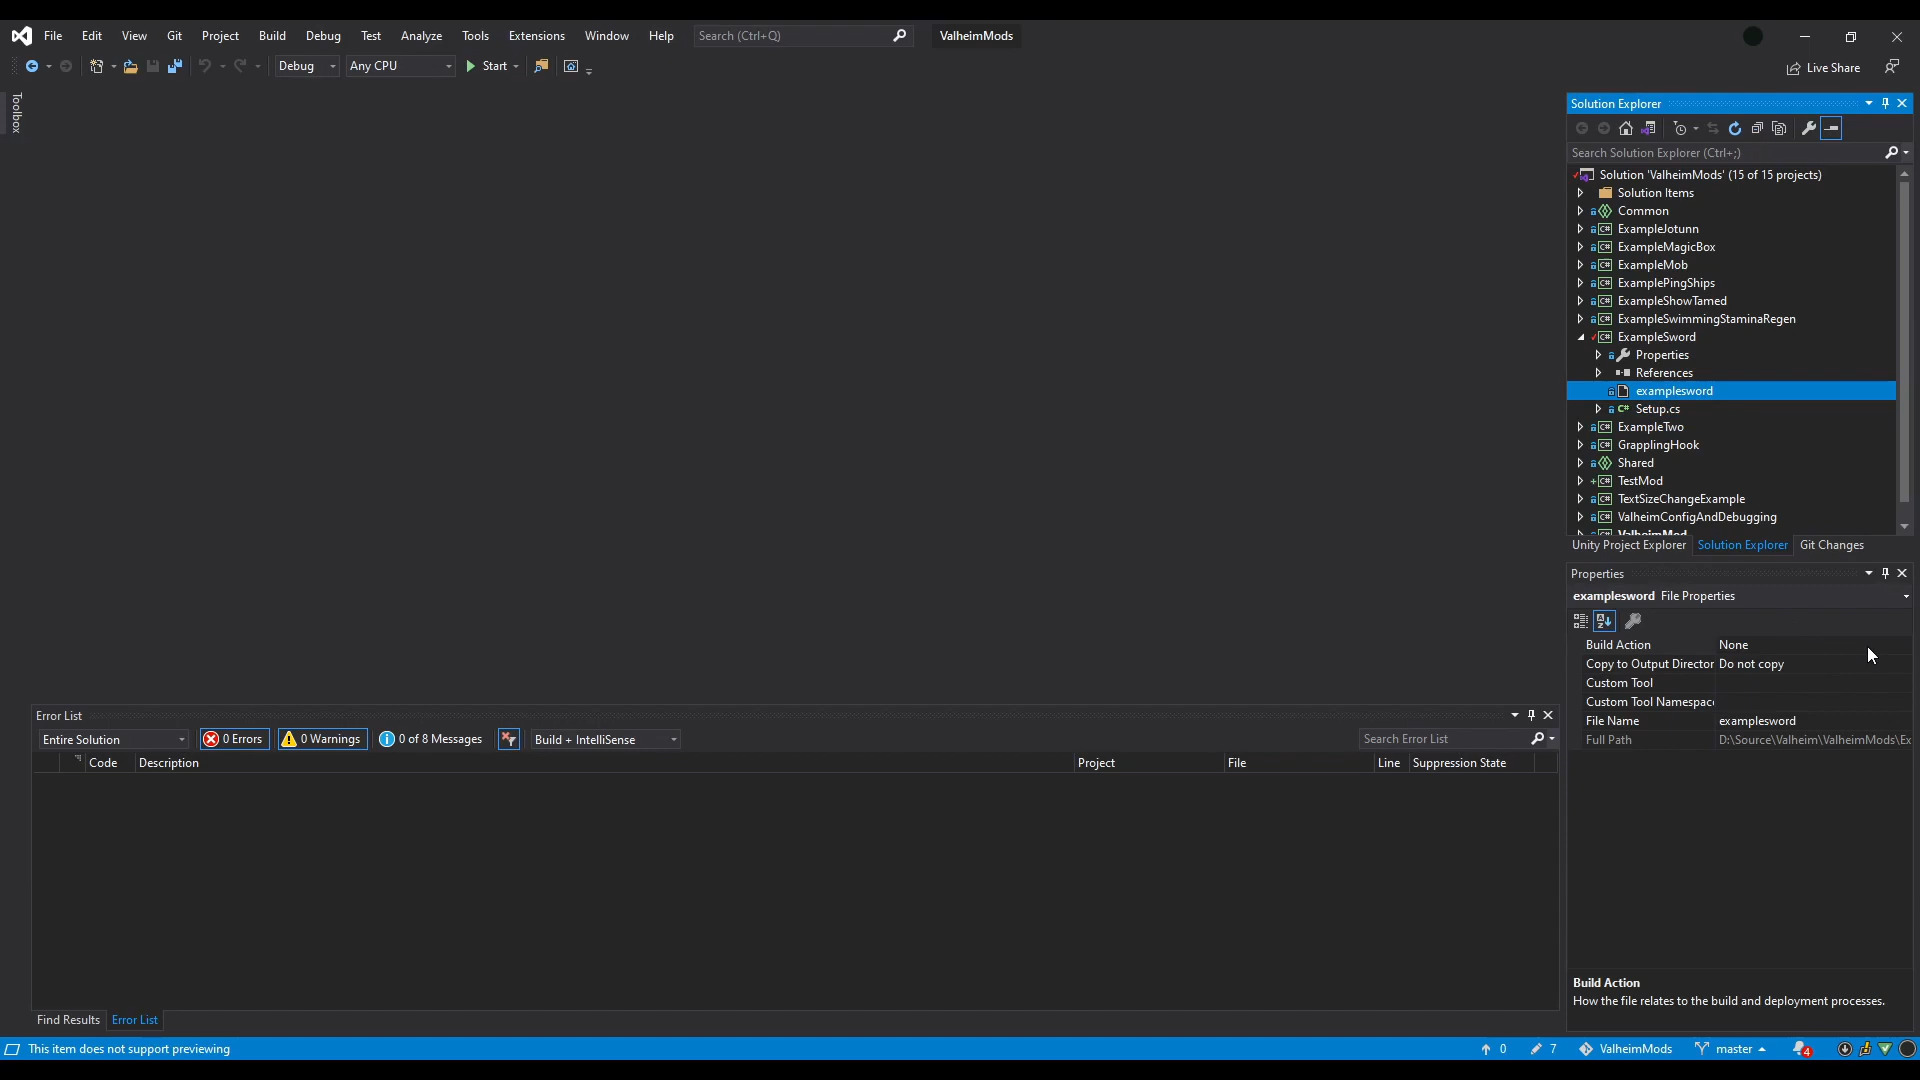 File Edit View Git Project Build Debug Test Analyze Tools Extensions Window Help Search (Ctrl+Q) ValheimMods
Debug Any CPU Start Live Share
Toolbox
Solution Explorer
Search Solution Explorer (Ctrl+;)
Solution 'ValheimMods' (15 of 15 projects)
Solution Items
Common
ExampleJotunn
ExampleMagicBox
ExampleMob
ExamplePingShips
ExampleShowTamed
ExampleSwimmingStaminaRegen
ExampleSword
Properties
References
examplesword
Setup.cs
ExampleTwo
GrapplingHook
Shared
TestMod
TextSizeChangeExample
ValheimConfigAndDebugging
ValheimMod
Unity Project Explorer Solution Explorer Git Changes
Properties
examplesword File Properties
Build Action None
Copy to Output Director Do not copy
Custom Tool
Custom Tool Namespac
File Name examplesword
Full Path D:\Source\Valheim\ValheimMods\Ex
Build Action
How the file relates to the build and deployment processes.
Error List
Entire Solution 0 Errors 0 Warnings 0 of 8 Messages Build + IntelliSense Search Error List
Code Description Project File Line Suppression State
Find Results Error List
This item does not support previewing 0 7 ValheimMods master 4